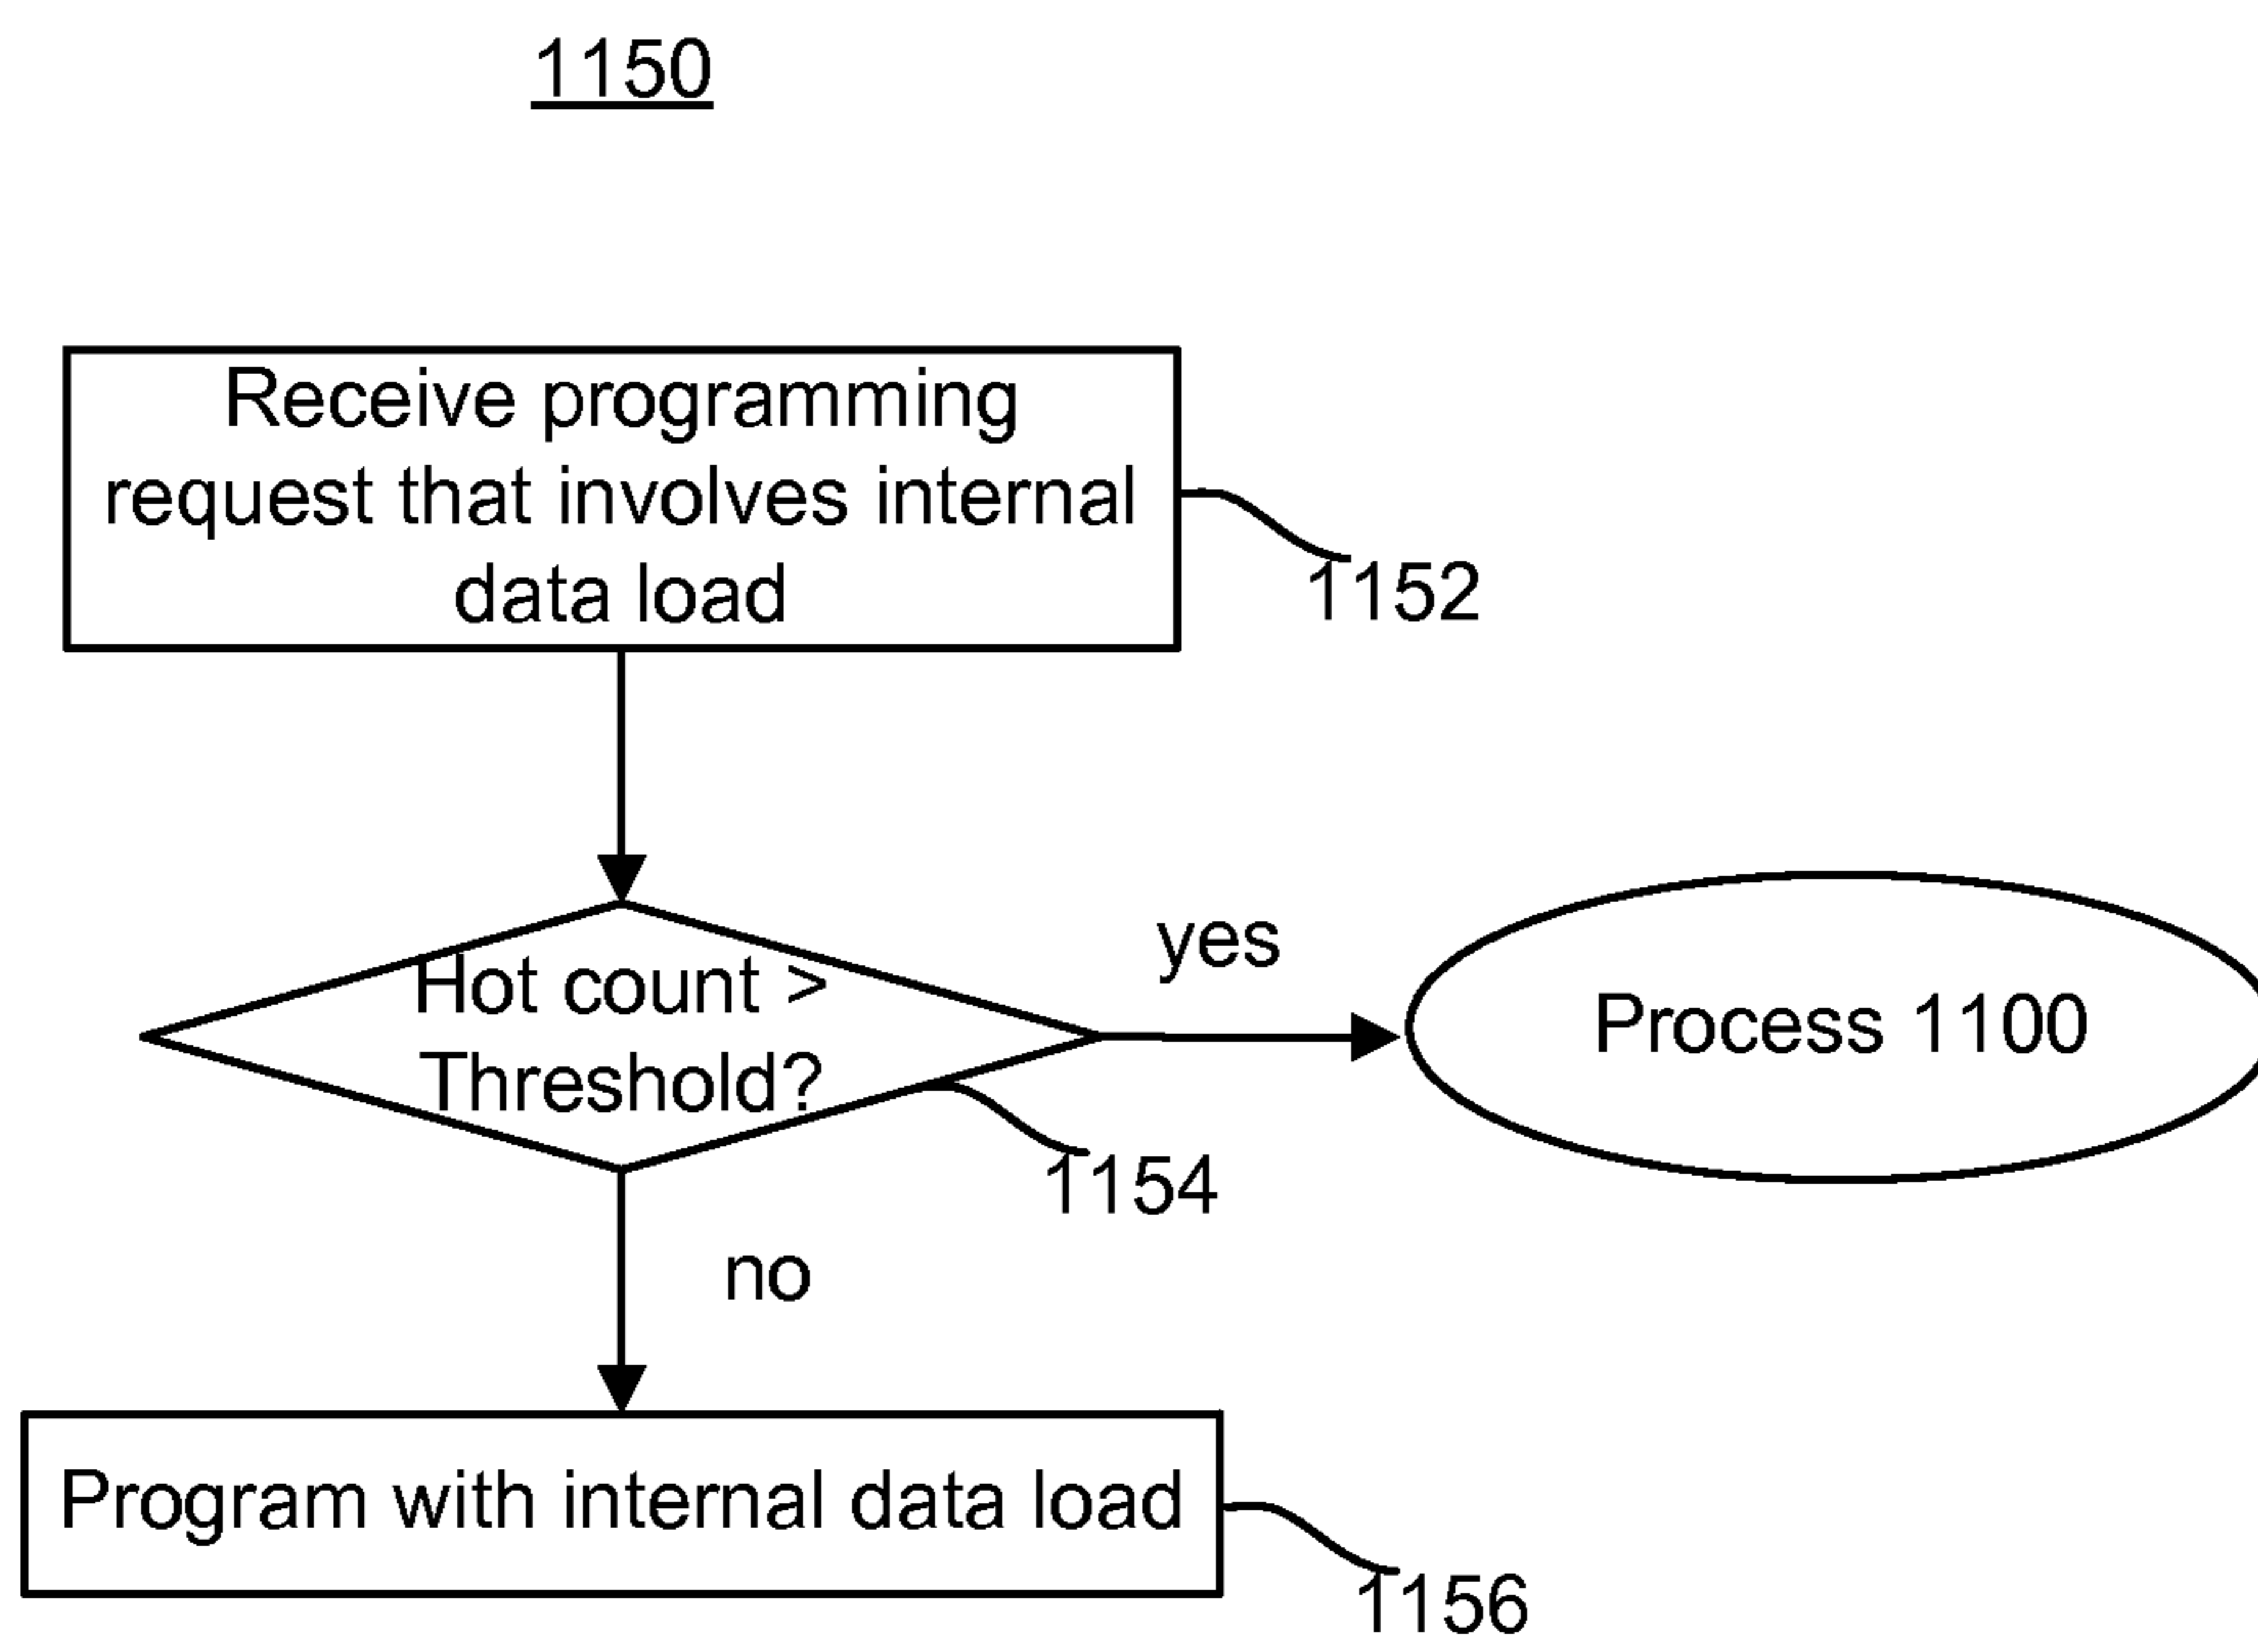 1150
Receive programming
request that involves internal
data load
1152
Hot count >
Threshold?
yes
Process 1100
1154
no
Program with internal data load
1156